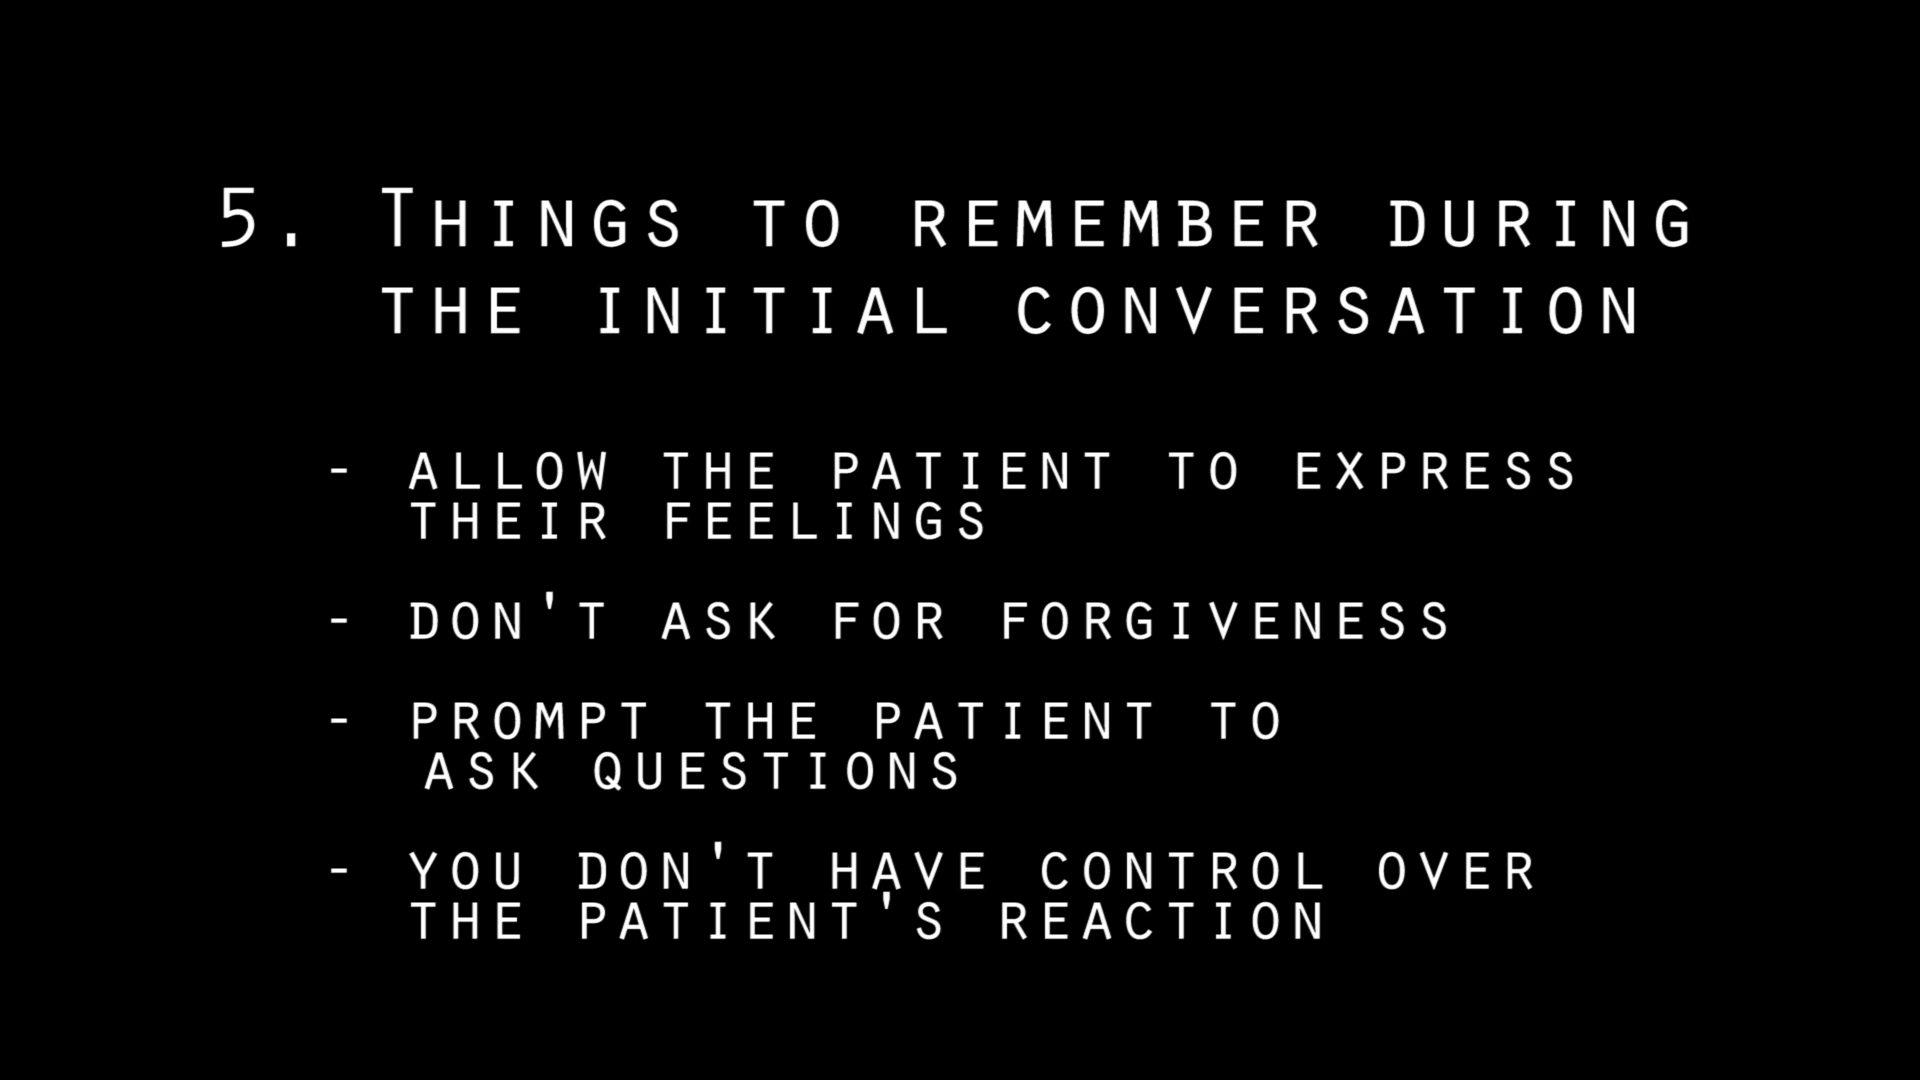 5. Things to remember during
the initial conversation
- allow the patient to express
their feelings
- don't ask for forgiveness
- prompt the patient to
ask questions
- you don't have control over
the patient's reaction